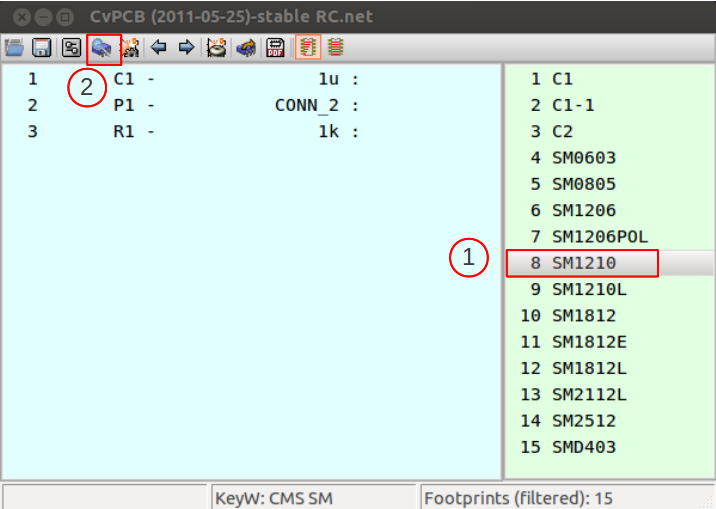 CvPCB (2011-05-25)-stable RC.net
PDF
2
1 C1 - 1u :
2 P1 - CONN_2 :
3 R1 - 1k :
1 C1
2 C1-1
3 C2
4 SM0603
5 SM0805
6 SM1206
7 SM1206POL
1
8 SM1210
9 SM1210L
10 SM1812
11 SM1812E
12 SM1812L
13 SM2112L
14 SM2512
15 SMD403
KeyW: CMS SM
Footprints (filtered): 15